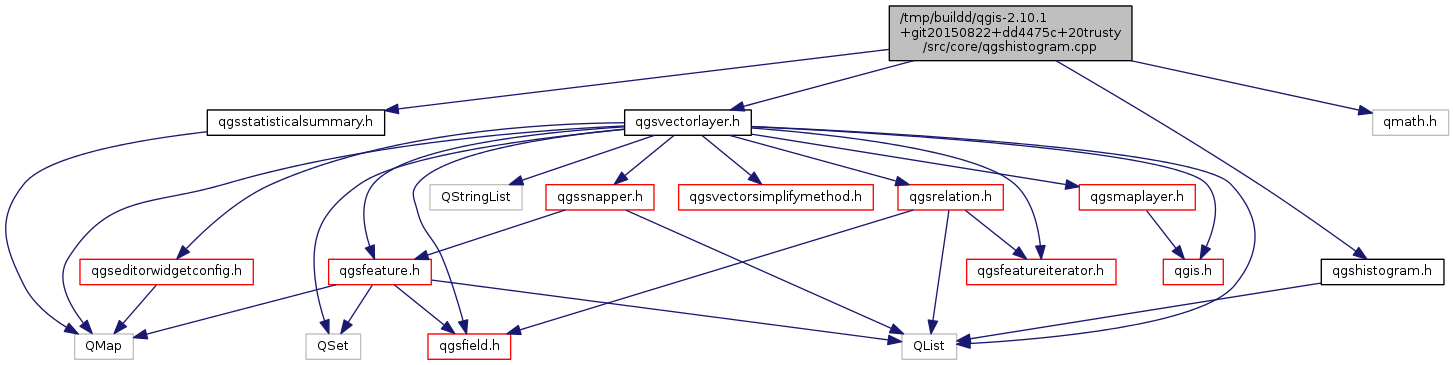 /tmp/buildd/qgis-2.10.1
+git20150822+dd4475c+20trusty
/src/core/qgshistogram.cpp
qgsstatisticalsummary.h
qgsvectorlayer.h
qmath.h
QStringList
qgssnapper.h
qgsvectorsimplifymethod.h
qgsrelation.h
qgsmaplayer.h
qgseditorwidgetconfig.h
qgsfeature.h
qgsfeatureiterator.h
qgis.h
qgshistogram.h
QMap
QSet
qgsfield.h
QList